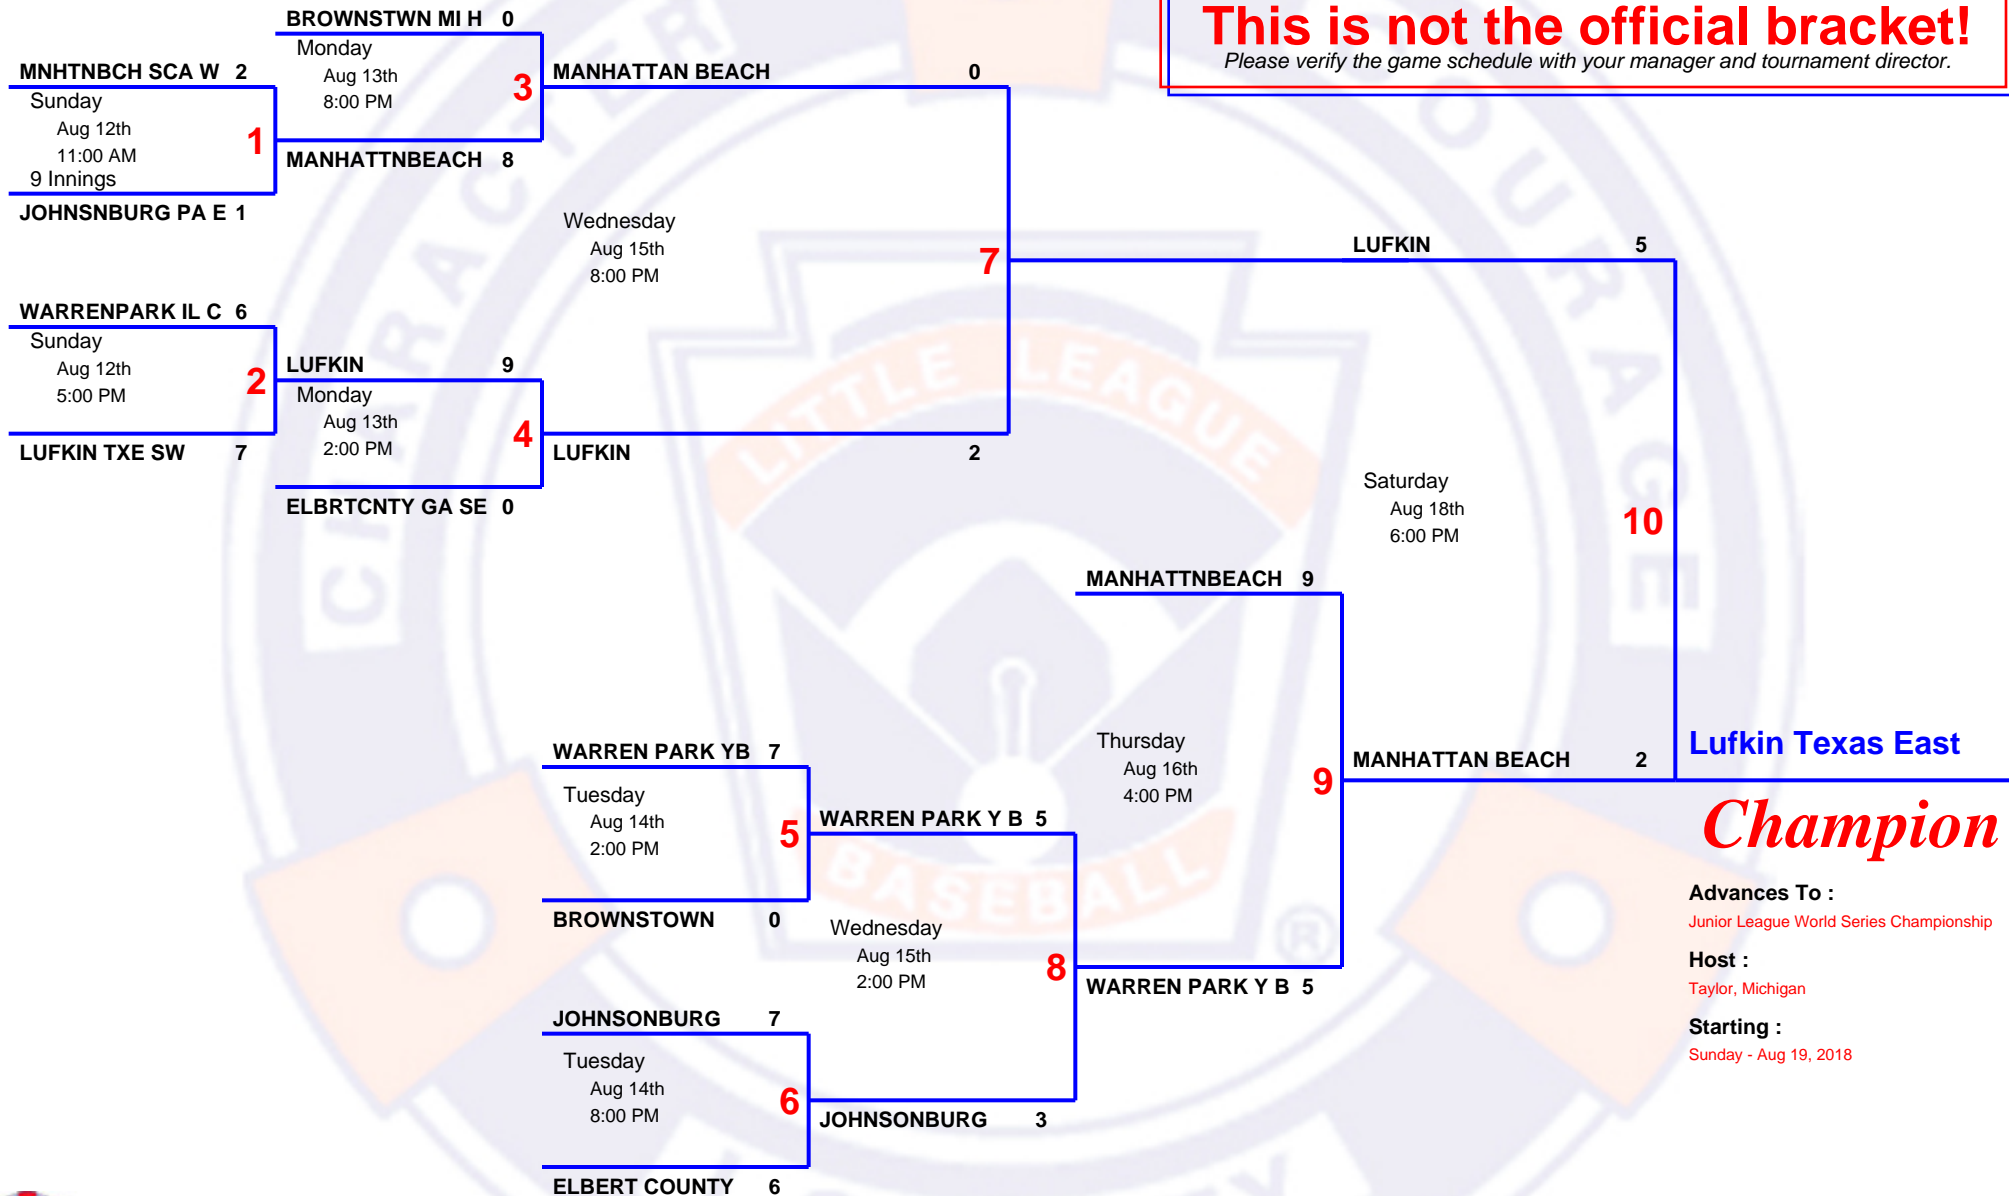 This is not the official bracket!
Please verify the game schedule with your manager and tournament director.
BROWNSTWN MI H 0
Monday
Aug 13th
8:00 PM
3
MANHATTNBEACH 8
MNHTNBCH SCA W 2
Sunday
Aug 12th
11:00 AM
9 Innings
1
JOHNSNBURG PA E 1
MANHATTAN BEACH 0
Wednesday
Aug 15th
8:00 PM
7
LUFKIN 2
WARRENPARK IL C 6
Sunday
Aug 12th
5:00 PM
2
LUFKIN TXE SW 7
LUFKIN 9
Monday
Aug 13th
2:00 PM
4
ELBRTCNTY GA SE 0
LUFKIN 5
Saturday
Aug 18th
6:00 PM
10
MANHATTAN BEACH 2
MANHATTNBEACH 9
Thursday
Aug 16th
4:00 PM
9
WARREN PARK Y B 5
WARREN PARK YB 7
Tuesday
Aug 14th
2:00 PM
5
BROWNSTOWN 0
WARREN PARK Y B 5
Wednesday
Aug 15th
2:00 PM
8
JOHNSONBURG 3
JOHNSONBURG 7
Tuesday
Aug 14th
8:00 PM
6
ELBERT COUNTY 6
Lufkin Texas East
Champion
Advances To :
Junior League World Series Championship
Host :
Taylor, Michigan
Starting :
Sunday - Aug 19, 2018
CHARACTER
COURAGE
LITTLE LEAGUE
BASEBALL
®